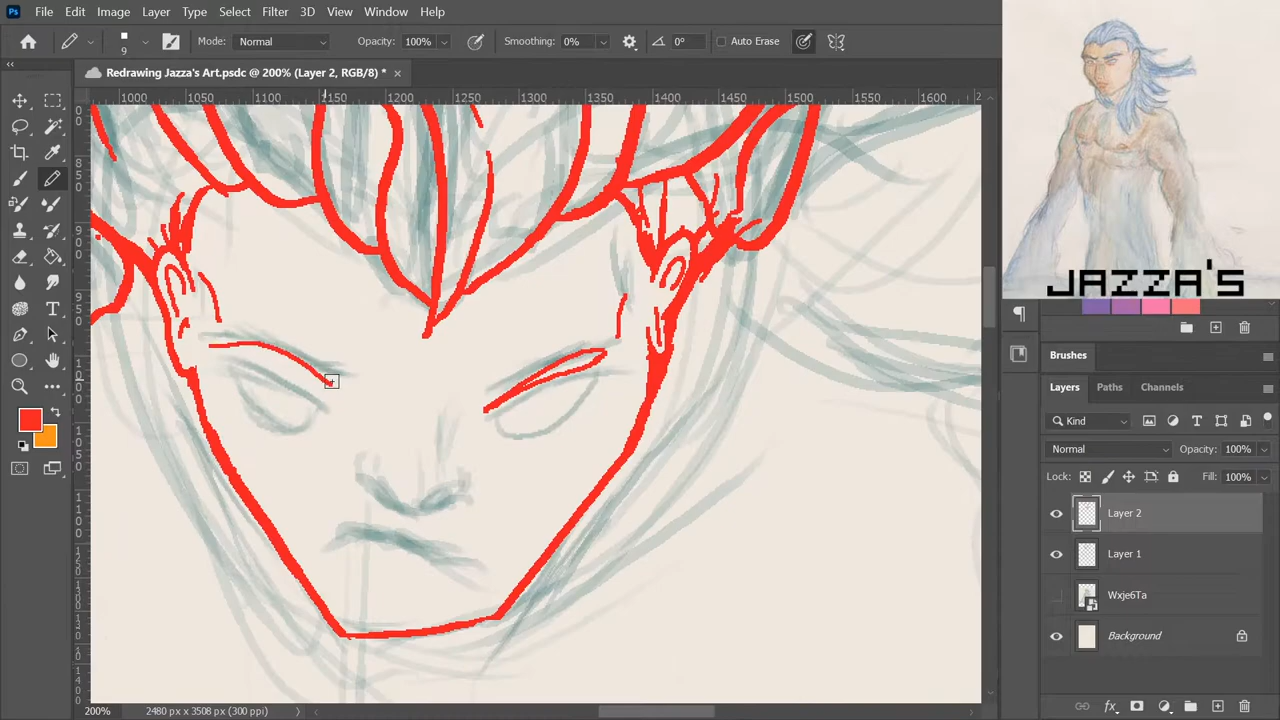 Ps File Edit Image Layer Type Select Filter 3D View Window Help
9 Mode: Normal Opacity: 100% Smoothing: 0% 0° Auto Erase
Redrawing Jazza's Art.psdc @ 200% (Layer 2, RGB/8) * ×
1000 1050 1100 1150 1200 1250 1300 1350 1400 1450 1500 1550 1600
JAZZA'S
Brushes
Layers Paths Channels
Kind
Normal Opacity: 100%
Lock: Fill: 100%
Layer 2
Layer 1
Wxje6Ta
Background
200% 2480 px x 3508 px (300 ppi)